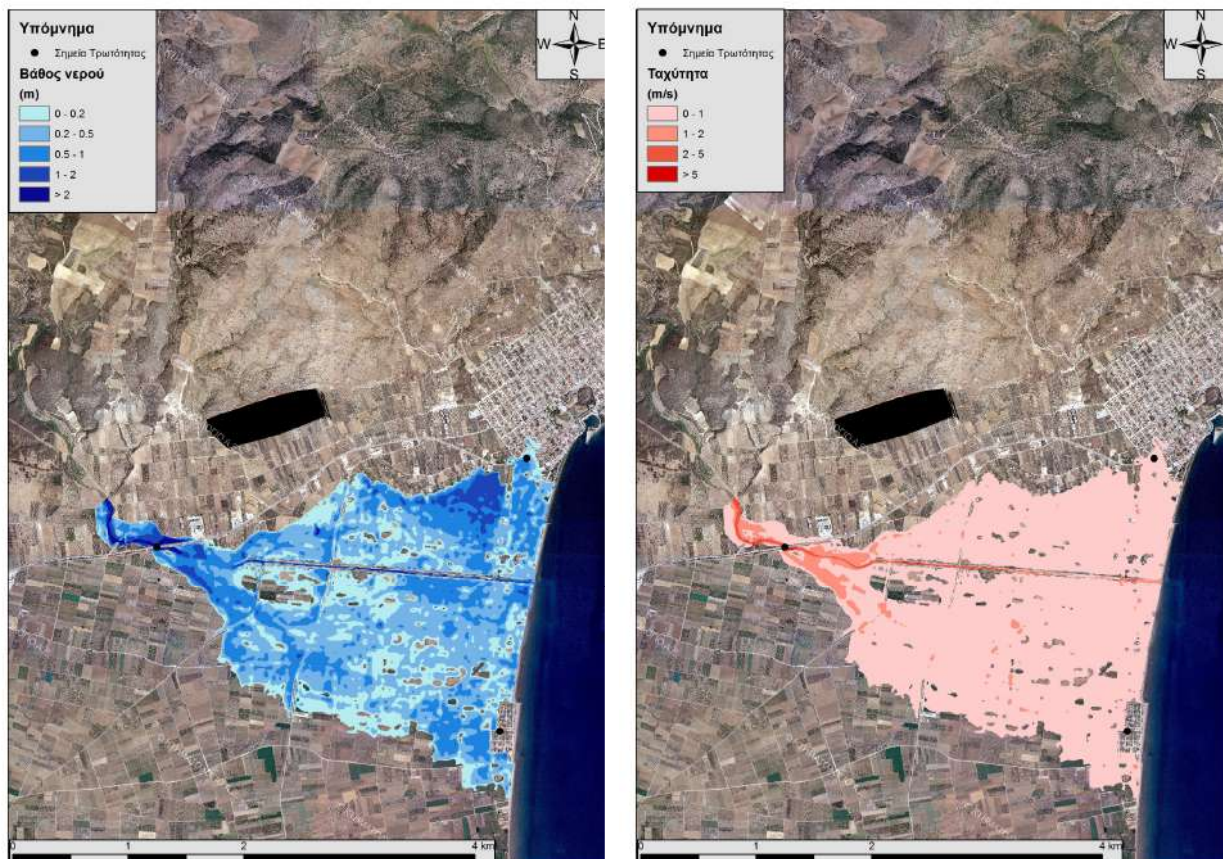 Υπόμνημα
Σημεία Τρωτότητας
Βάθος νερού
(m)
0 - 0.2
0.2 - 0.5
0.5 - 1
1 - 2
> 2
N
W E
S
0 1 2 4 km
Υπόμνημα
Σημεία Τρωτότητας
Ταχύτητα
(m/s)
0 - 1
1 - 2
2 - 5
> 5
N
W E
S
0 1 2 4 km